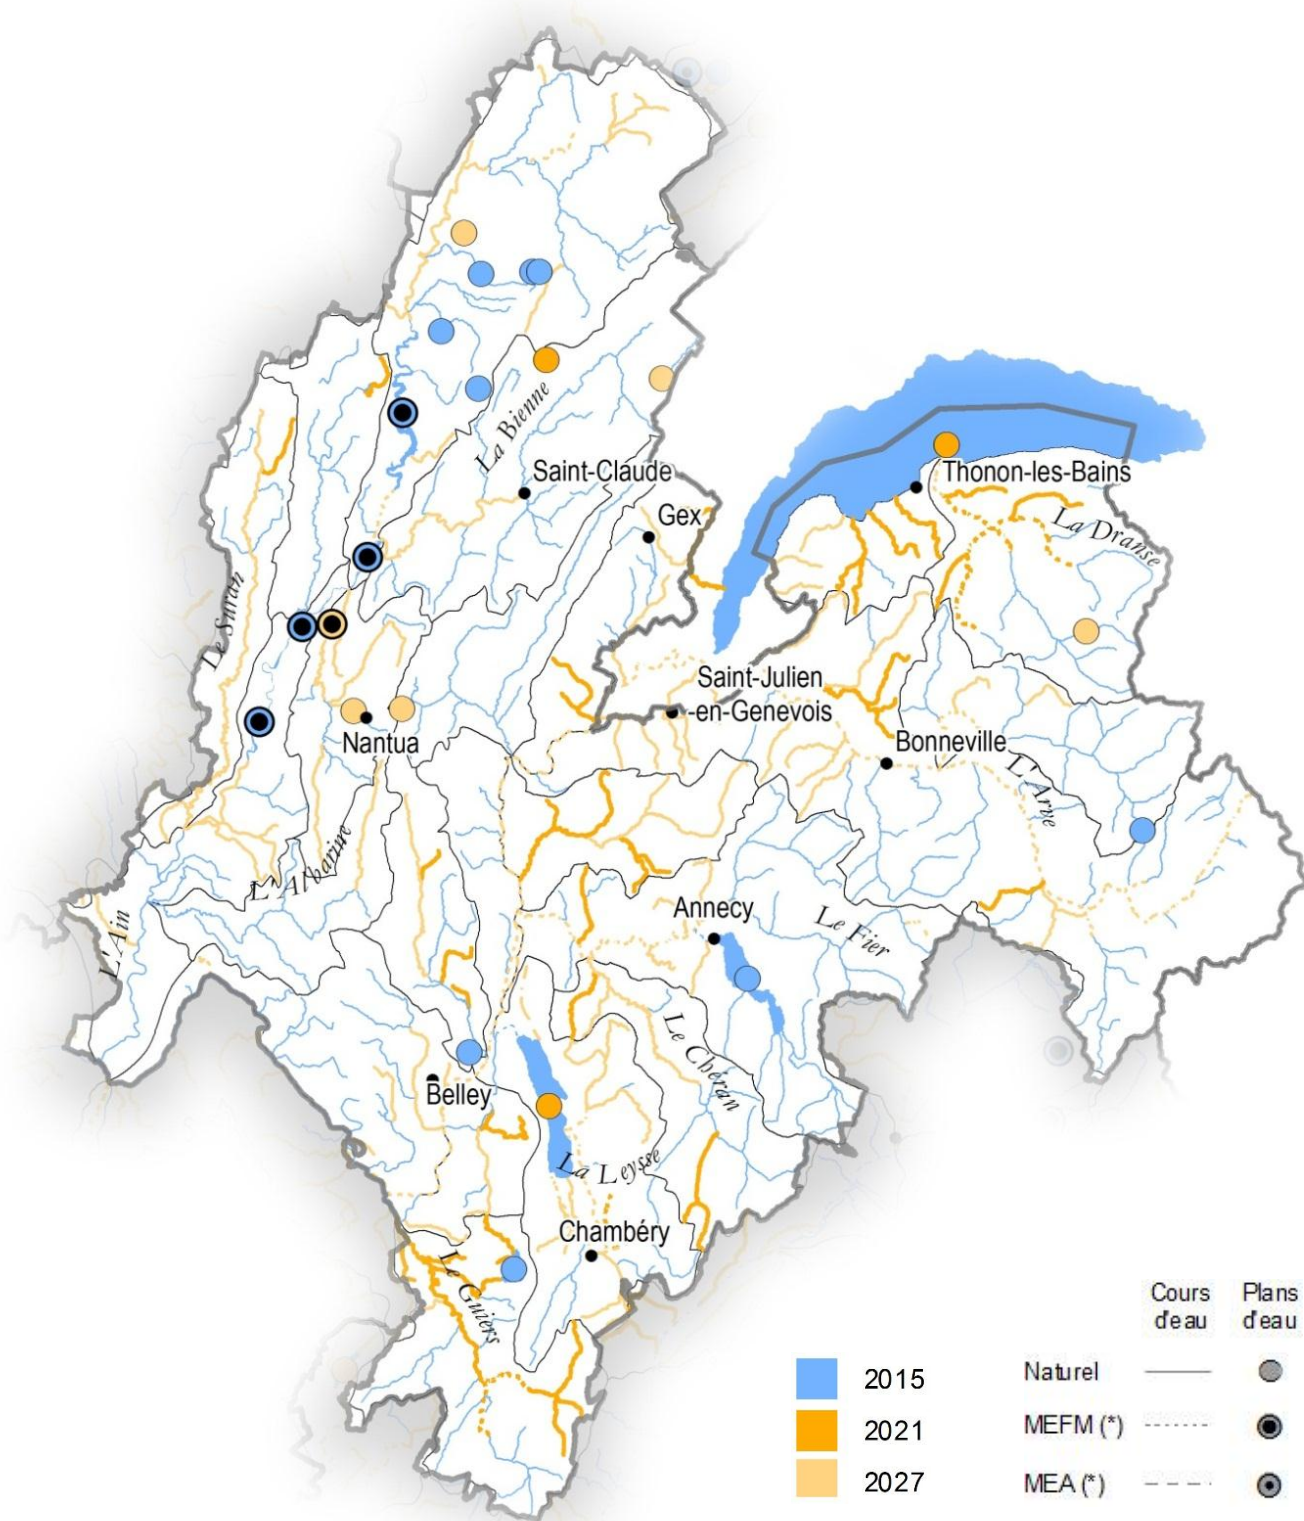 La Bienne
Saint-Claude
Thonon-les-Bains
Gex
La Dranse
Le Suran
Saint-Julien
-en-Genevois
Nantua
Bonneville
L'Arve
L'Albarine
Annecy
Le Fier
L'Ain
Le Chéran
Belley
La Leysse
Chambéry
Le Guiers
Cours
d'eau
Plans
d'eau
2015
Naturel
2021
MEFM (*)
2027
MEA (*)